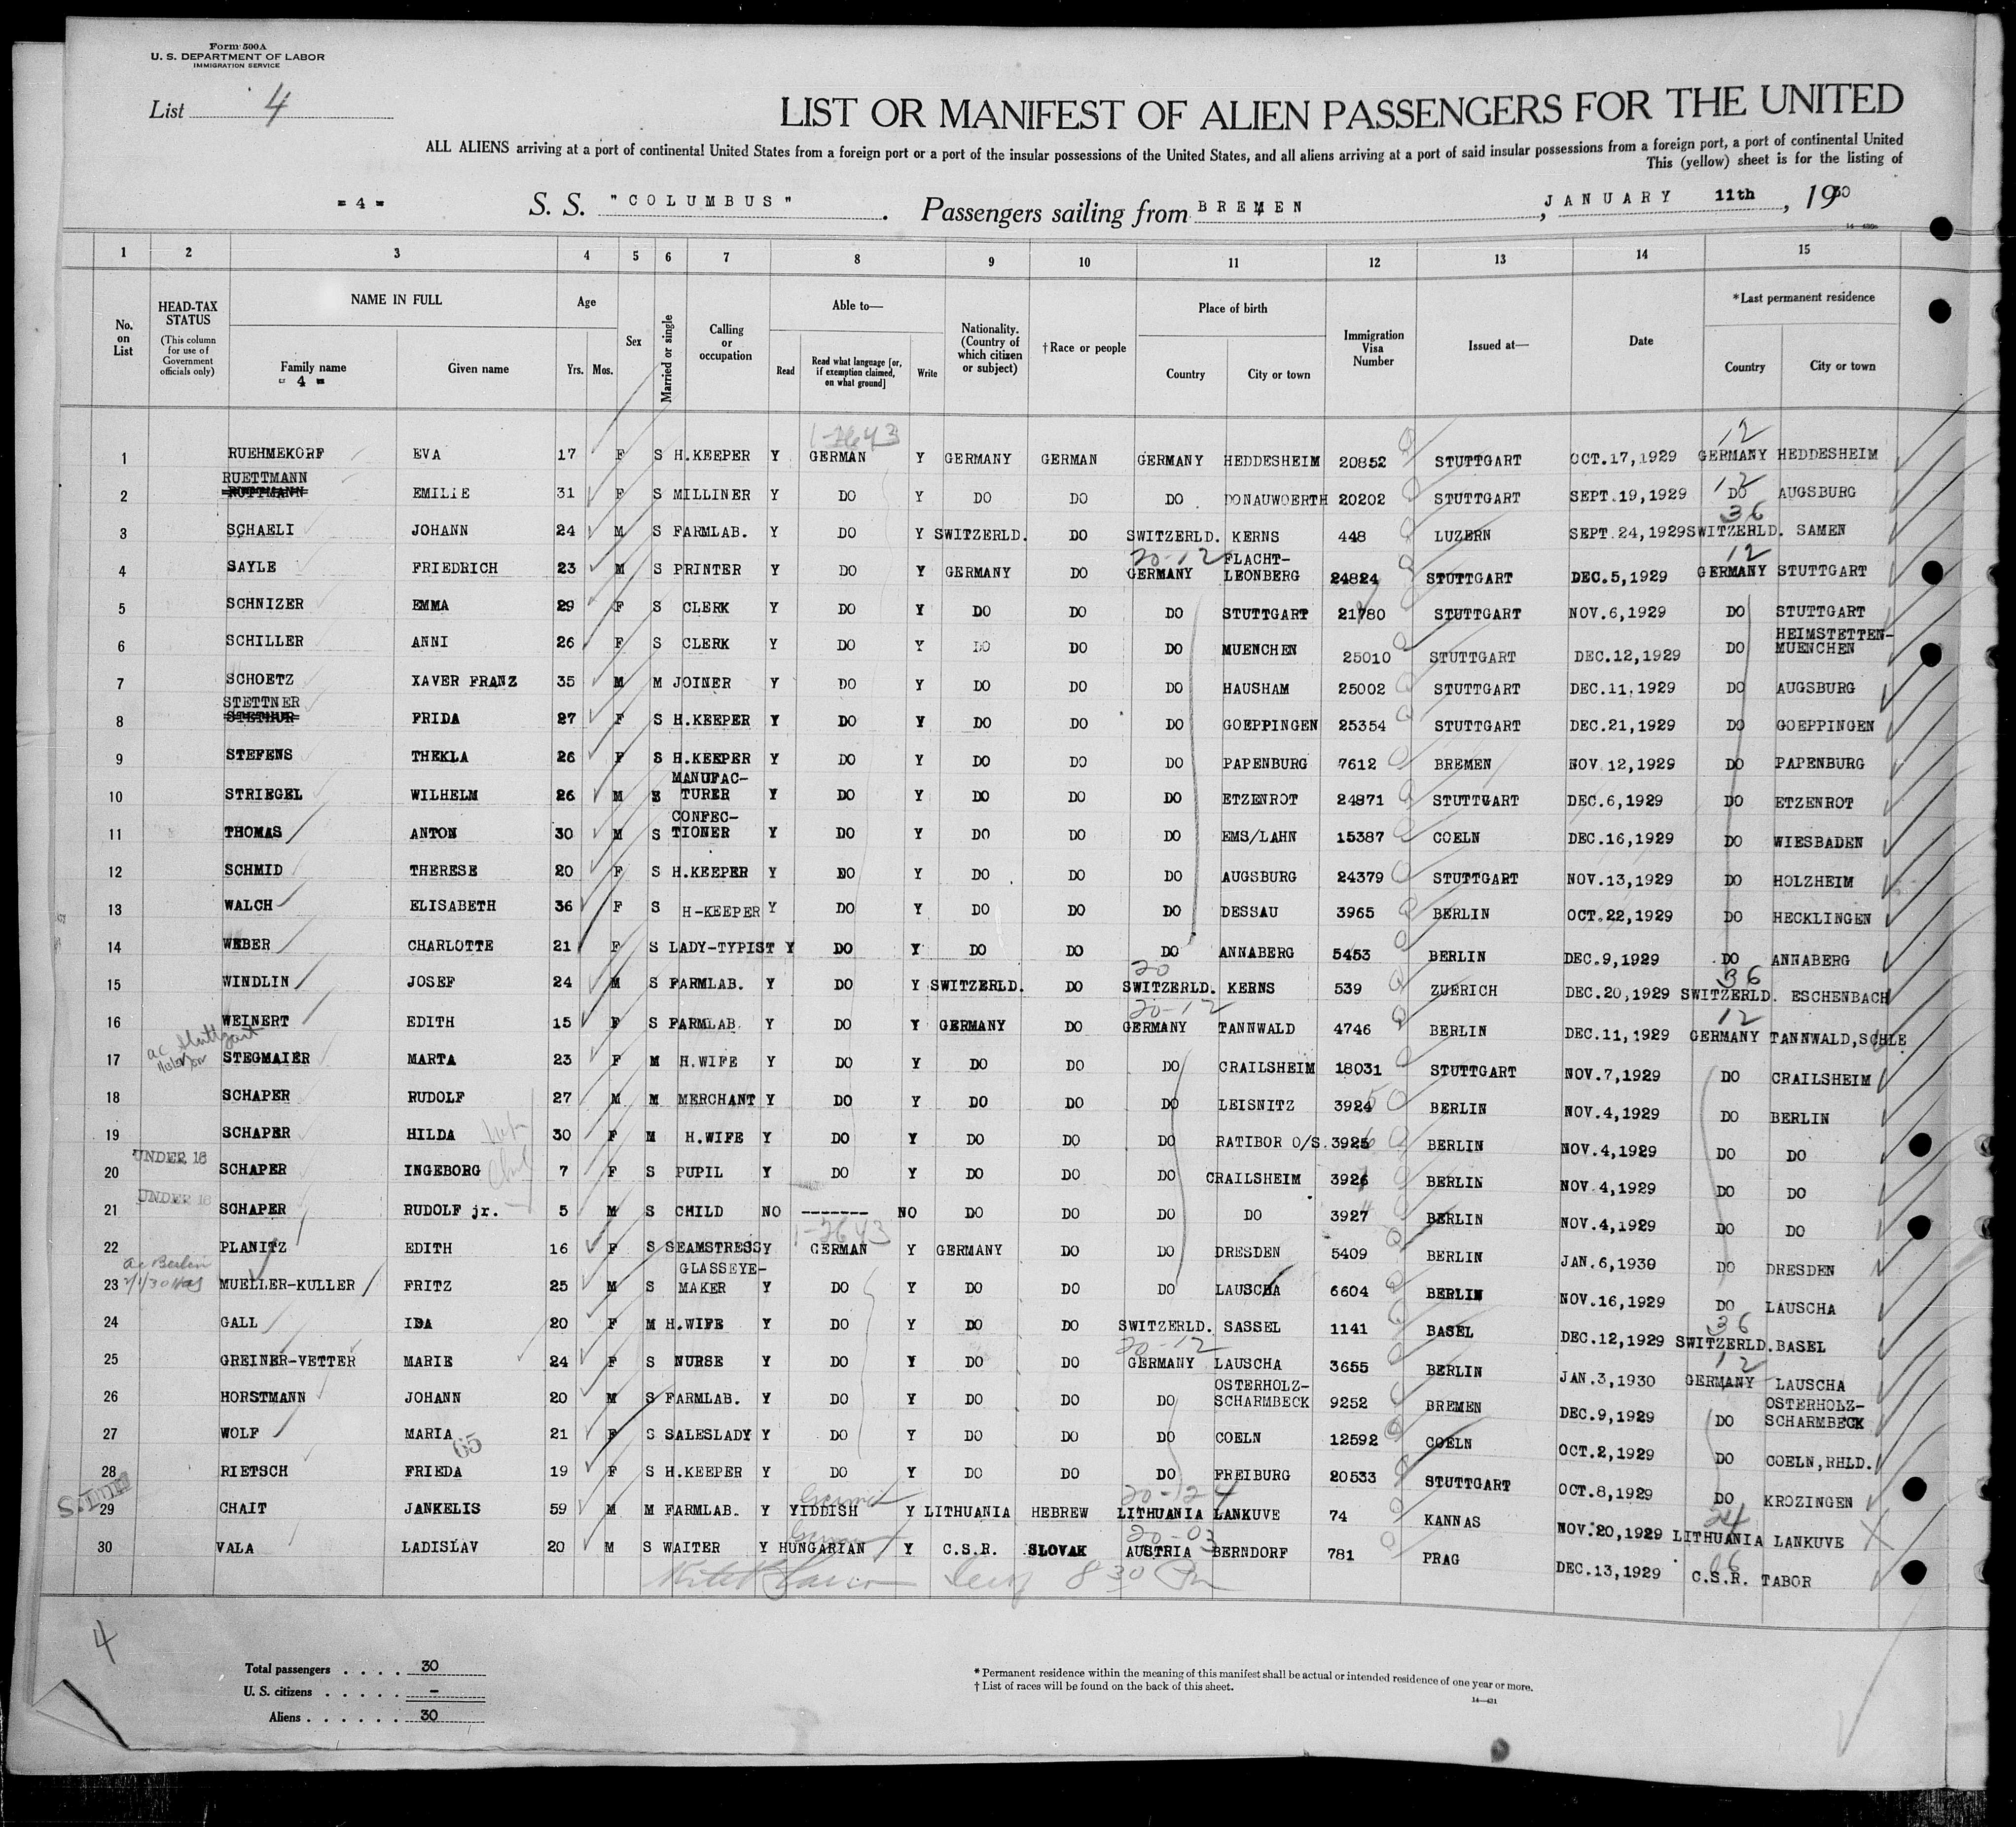 Form 500A
U. S. DEPARTMENT OF LABOR
IMMIGRATION SERVICE
List 4
LIST OR MANIFEST OF ALIEN PASSENGERS FOR THE UNITED
ALL ALIENS arriving at a port of continental United States from a foreign port or a port of the insular possessions of the United States, and all aliens arriving at a port of said insular possessions from a foreign port, a port of continental United
This (yellow) sheet is for the listing of
= 4 = S. S. "COLUMBUS". Passengers sailing from BREMEN, JANUARY 11th, 1930
1 2 3 4 5 6 7 8 9 10 11 12 13 14 15
No. on List
HEAD-TAX STATUS (This column for use of Government officials only)
NAME IN FULL Family name " 4 " Given name
Age Yrs. Mos.
Sex
Married or single
Calling or occupation
Able to— Read Read what language [or, if exemption claimed, on what ground] Write
Nationality. (Country of which citizen or subject)
†Race or people
Place of birth Country City or town
Immigration Visa Number
Issued at—
Date
*Last permanent residence Country City or town
1-2643 12
1 RUEHMEKORF EVA 17 F S H.KEEPER Y GERMAN Y GERMANY GERMAN GERMANY HEDDESHEIM 20852 STUTTGART OCT.17,1929 GERMANY HEDDESHEIM
RUETTMANN 12
2 RUTTMANN EMILIE 31 F S MILLINER Y DO Y DO DO DO DONAUWOERTH 20202 STUTTGART SEPT.19,1929 DO AUGSBURG
36
3 SCHAELI JOHANN 24 M S FARMLAB. Y DO Y SWITZERLD. DO SWITZERLD. KERNS 448 LUZERN SEPT.24,1929 SWITZERLD. SAMEN
20-12 FLACHT- 12
4 SAYLE FRIEDRICH 23 M S PRINTER Y DO Y GERMANY DO GERMANY LEONBERG 24824 STUTTGART DEC.5,1929 GERMANY STUTTGART
5 SCHNIZER EMMA 29 F S CLERK Y DO Y DO DO DO STUTTGART 21780 STUTTGART NOV.6,1929 DO STUTTGART
HEIMSTETTEN-
6 SCHILLER ANNI 26 F S CLERK Y DO Y DO DO DO MUENCHEN 25010 STUTTGART DEC.12,1929 DO MUENCHEN
7 SCHOETZ XAVER FRANZ 35 M M JOINER Y DO Y DO DO DO HAUSHAM 25002 STUTTGART DEC.11.1929 DO AUGSBURG
STETTNER
8 FRIDA 27 F S H.KEEPER Y DO Y DO DO DO GOEPPINGEN 25354 STUTTGART DEC.21,1929 DO GOEPPINGEN
9 STEFENS THEKLA 26 F S H.KEEPER Y DO Y DO DO DO PAPENBURG 7612 BREMEN NOV 12,1929 DO PAPENBURG
MANUFAC-
10 STRIEGEL WILHELM 26 M S TURER Y DO Y DO DO DO ETZENROT 24871 STUTTGART DEC.6,1929 DO ETZENROT
CONFEC-
11 THOMAS ANTON 30 M S TIONER Y DO Y DO DO DO EMS/LAHN 15387 COELN DEC.16,1929 DO WIESBADEN
12 SCHMID THERESE 20 F S H.KEEPER Y DO Y DO DO DO AUGSBURG 24379 STUTTGART NOV.13,1929 DO HOLZHEIM
13 WALCH ELISABETH 36 F S H-KEEPER Y DO Y DO DO DO DESSAU 3965 BERLIN OCT.22,1929 DO HECKLINGEN
14 WEBER CHARLOTTE 21 F S LADY-TYPIST Y DO Y DO DO DO ANNABERG 5453 BERLIN DEC.9,1929 DO ANNABERG
20 36
15 WINDLIN JOSEF 24 M S FARMLAB. Y DO Y SWITZERLD. DO SWITZERLD. KERNS 539 ZUERICH DEC.20,1929 SWITZERLD. ESCHENBACH
20-12 12
16 WEINERT EDITH 15 F S FARMLAB. Y DO Y GERMANY DO GERMANY TANNWALD 4746 BERLIN DEC.11,1929 GERMANY TANNWALD,SCHLE
ac Stuttgart
17 STEGMAIER MARTA 23 F M H.WIFE Y DO Y DO DO DO CRAILSHEIM 18031 STUTTGART NOV.7,1929 DO CRAILSHEIM
18 SCHAPER RUDOLF 27 M M MERCHANT Y DO Y DO DO DO LEISNITZ 3924 BERLIN NOV.4,1929 DO BERLIN
19 SCHAPER HILDA 30 F M H.WIFE Y DO Y DO DO DO RATIBOR O/S. 3925 BERLIN NOV.4,1929 DO DO
UNDER 16
20 SCHAPER INGEBORG 7 F S PUPIL Y DO Y DO DO DO CRAILSHEIM 3926 BERLIN NOV.4,1929 DO DO
UNDER 16
21 SCHAPER RUDOLF jr. 5 M S CHILD NO ------- NO DO DO DO DO 3927 BERLIN NOV.4,1929 DO DO
1-2643
22 PLANITZ EDITH 16 F S SEAMSTRESS Y GERMAN Y GERMANY DO DO DRESDEN 5409 BERLIN JAN.6,1930 DO DRESDEN
ac Berlin GLASSEYE-
23 MUELLER-KULLER FRITZ 25 M S MAKER Y DO Y DO DO DO LAUSCHA 6604 BERLIN NOV.16,1929 DO LAUSCHA
36
24 GALL IDA 20 F M H.WIFE Y DO Y DO DO SWITZERLD. SASSEL 1141 BASEL DEC.12,1929 SWITZERLD. BASEL
20-12 12
25 GREINER-VETTER MARIE 24 F S NURSE Y DO Y DO DO GERMANY LAUSCHA 3655 BERLIN JAN.3,1930 GERMANY LAUSCHA
OSTERHOLZ- OSTERHOLZ-
26 HORSTMANN JOHANN 20 M S FARMLAB. Y DO Y DO DO DO SCHARMBECK 9252 BREMEN DEC.9,1929 DO SCHARMBECK
27 WOLF MARIA 21 F S SALESLADY Y DO Y DO DO DO COELN 12592 COELN OCT.2,1929 DO COELN,RHLD.
65
28 RIETSCH FRIEDA 19 F S H.KEEPER Y DO Y DO DO DO FREIBURG 20533 STUTTGART OCT.8,1929 DO KROZINGEN
20-124 24
29 CHAIT JANKELIS 59 M M FARMLAB. Y YIDDISH Y LITHUANIA HEBREW LITHUANIA LANKUVE 74 KANNAS NOV.20,1929 LITHUANIA LANKUVE
German 20-03 06
30 VALA LADISLAV 20 M S WAITER Y HUNGARIAN Y C.S.R. SLOVAK AUSTRIA BERNDORF 781 PRAG DEC.13,1929 C.S.R. TABOR
8 30
4
Total passengers . . . . 30
U. S. citizens . . . . . -
Aliens . . . . . . 30
* Permanent residence within the meaning of this manifest shall be actual or intended residence of one year or more.
† List of races will be found on the back of this sheet.
14—431